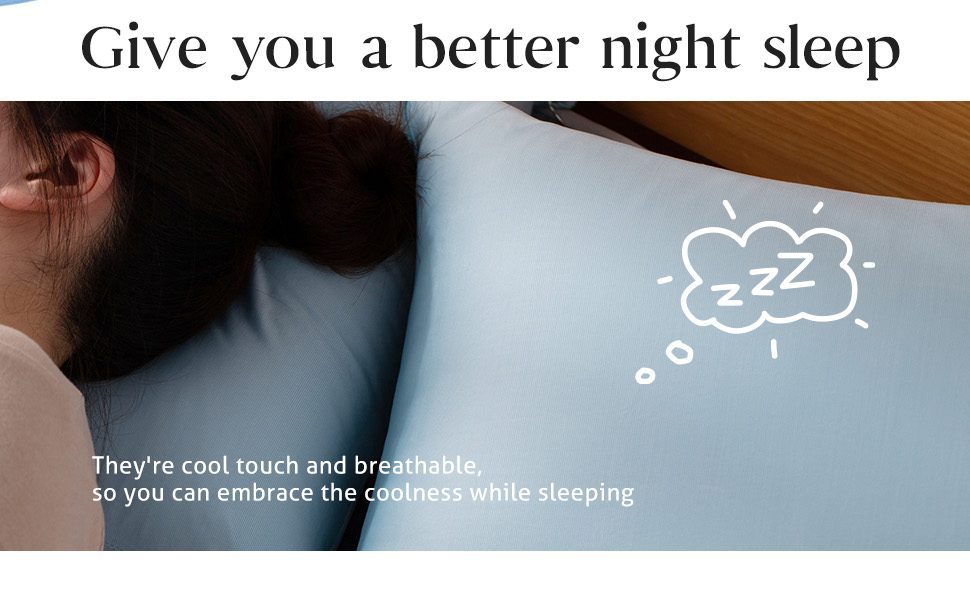 Give you a better night sleep
zzZ
They're cool touch and breathable,
so you can embrace the coolness while sleeping